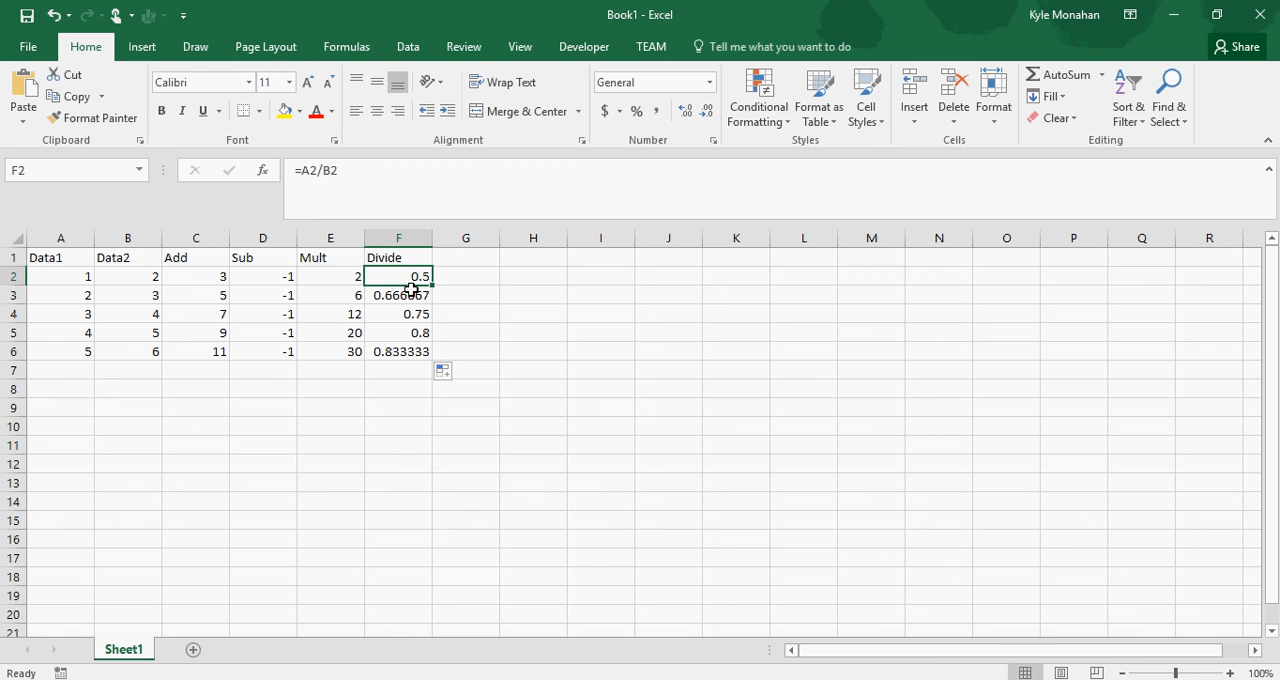 Book1 - Excel
Kyle Monahan
File Home Insert Draw Page Layout Formulas Data Review View Developer TEAM Tell me what you want to do Share
Paste
Cut
Copy
Format Painter
Clipboard
Calibri 11
B I U
Font
Wrap Text
Merge & Center
Alignment
General
$ % ,
Number
Conditional Formatting
Format as Table
Cell Styles
Styles
Insert Delete Format
Cells
AutoSum
Fill
Clear
Sort & Filter
Find & Select
Editing
F2 fx =A2/B2
A B C D E F G H I J K L M N O P Q R
1 Data1 Data2 Add Sub Mult Divide
2 1 2 3 -1 2 0.5
3 2 3 5 -1 6 0.666667
4 3 4 7 -1 12 0.75
5 4 5 9 -1 20 0.8
6 5 6 11 -1 30 0.833333
7
8
9
10
11
12
13
14
15
16
17
18
19
20
21
Sheet1
Ready 100%